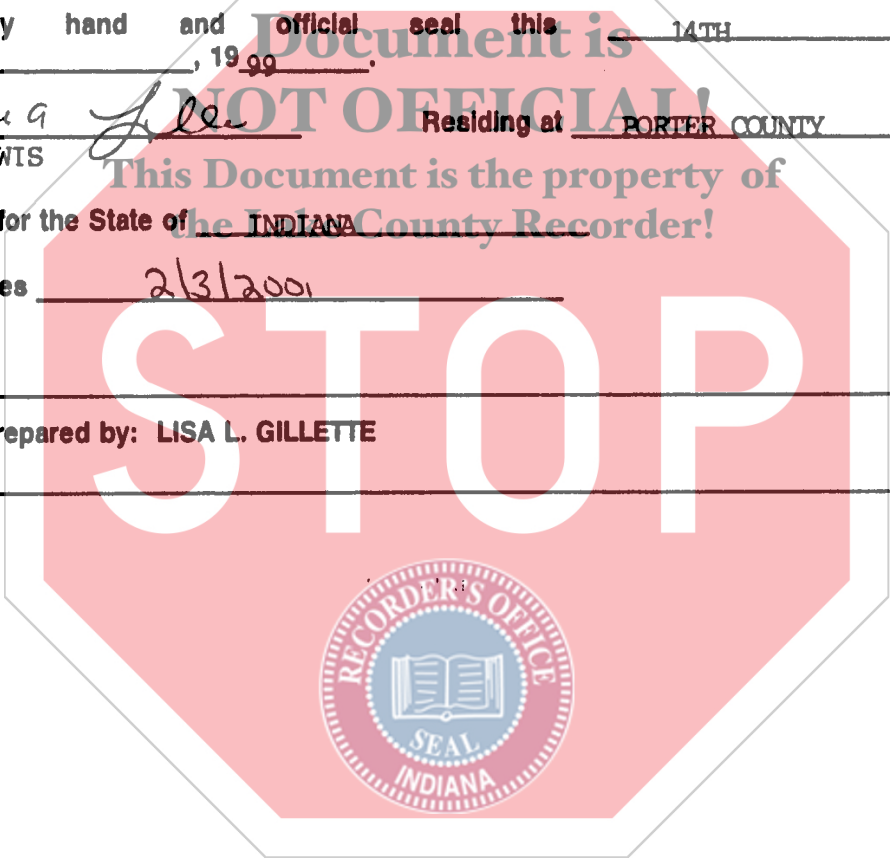 y hand and official seal this 14TH
Document is
, 19 99 .
NOT OFFICIAL!
Residing at PORTER COUNTY
WIS
This Document is the property of
for the State of INDIANA
the Lake County Recorder!
es 2/3/2001
STOP
repared by: LISA L. GILLETTE
RECORDER'S OFFICE
SEAL
INDIANA